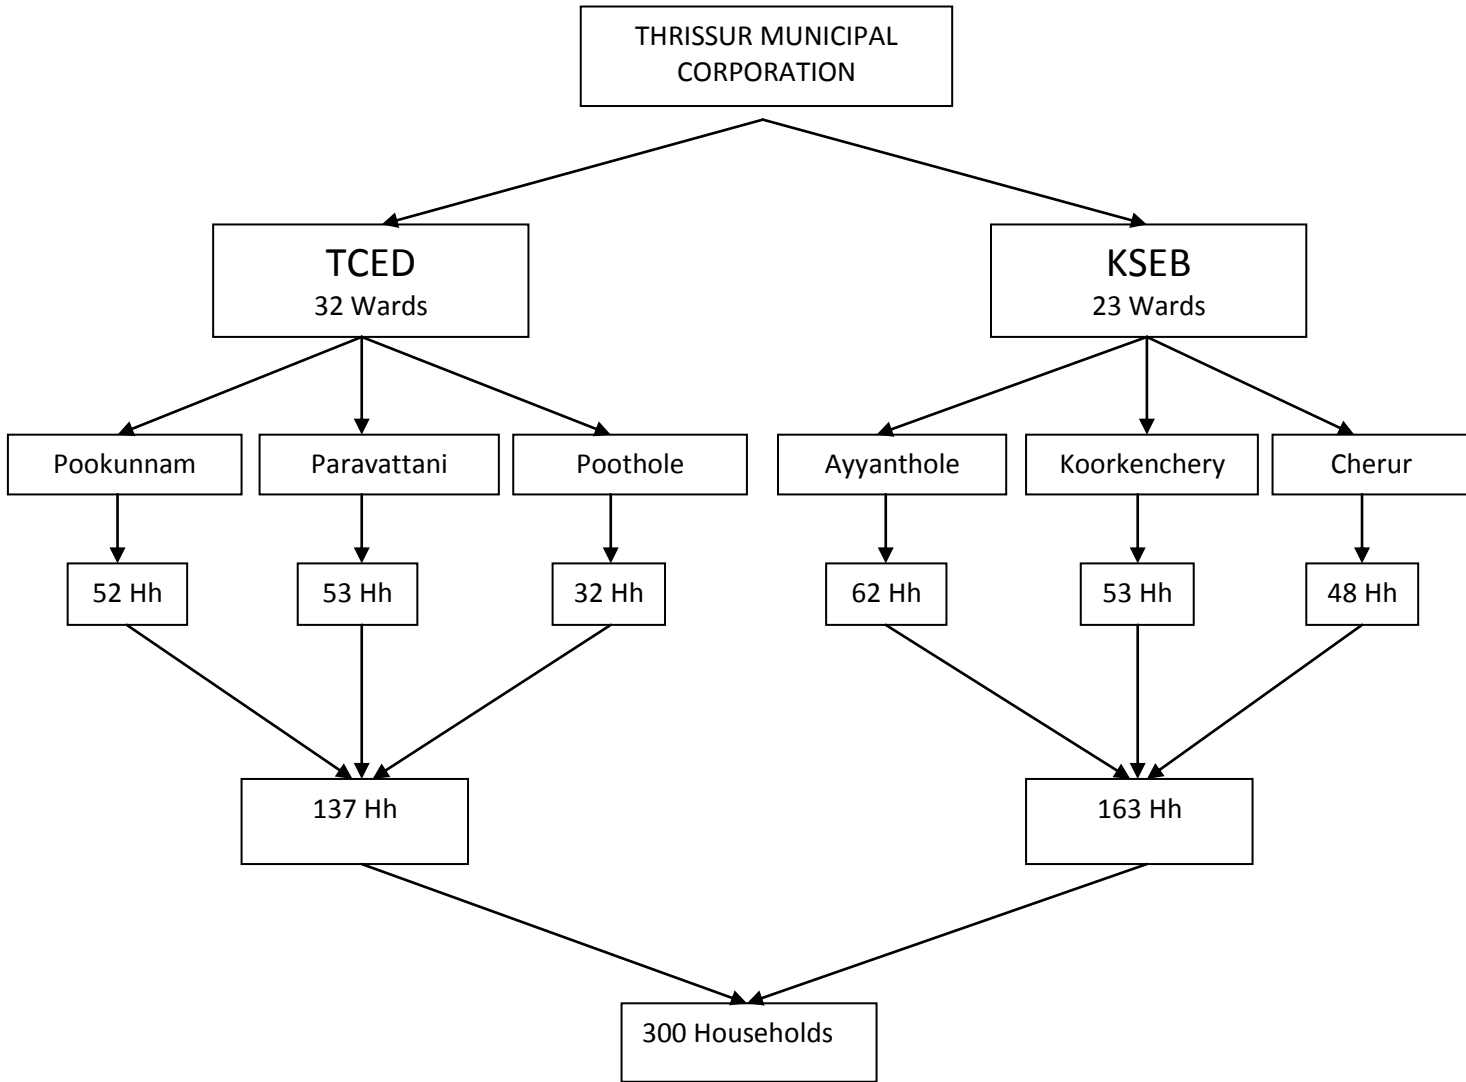 THRISSUR MUNICIPAL
CORPORATION
TCED
32 Wards
KSEB
23 Wards
Pookunnam
Paravattani
Poothole
Ayyanthole
Koorkenchery
Cherur
52 Hh
53 Hh
32 Hh
62 Hh
53 Hh
48 Hh
137 Hh
163 Hh
300 Households